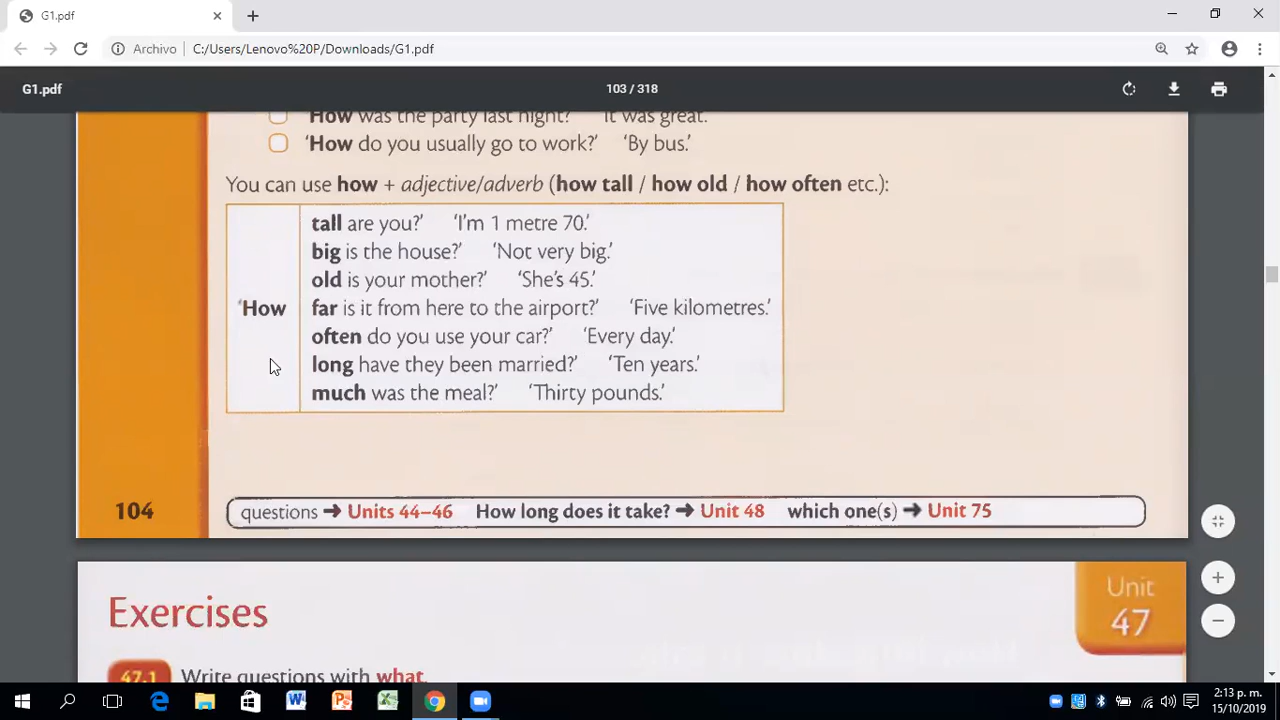 G1.pdf
Archivo
C:/Users/Lenovo%20P/Downloads/G1.pdf
G1.pdf
103 / 318
'How was the party last night?' 'It was great.'
'How do you usually go to work?' 'By bus.'
You can use how + adjective/adverb (how tall / how old / how often etc.):
tall are you?' 'I'm 1 metre 70.'
big is the house?' 'Not very big.'
old is your mother?' 'She's 45.'
'How far is it from here to the airport?' 'Five kilometres.'
often do you use your car?' 'Every day.'
long have they been married?' 'Ten years.'
much was the meal?' 'Thirty pounds.'
104 questions ➜ Units 44–46 How long does it take? ➜ Unit 48 which one(s) ➜ Unit 75
Exercises
Unit
47
47.1 Write questions with what.
2:13 p. m.
15/10/2019